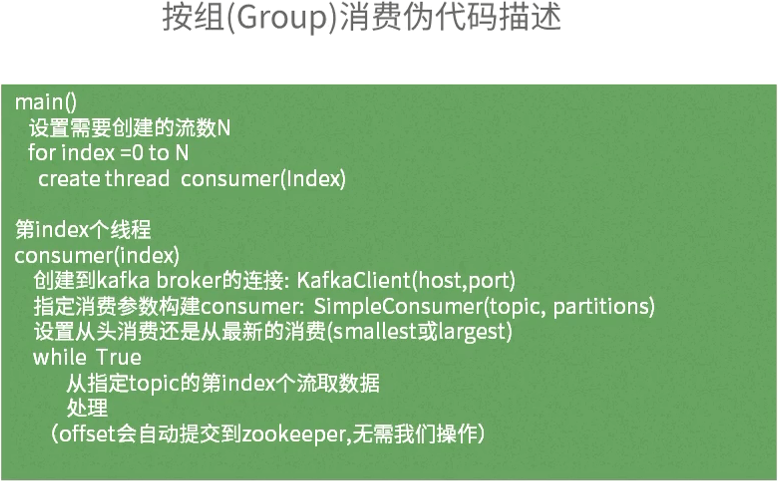 按组(Group)消费伪代码描述
main()
设置需要创建的流数N
for index =0 to N
create thread consumer(Index)
第index个线程
consumer(index)
创建到kafka broker的连接: KafkaClient(host,port)
指定消费参数构建consumer: SimpleConsumer(topic, partitions)
设置从头消费还是从最新的消费(smallest或largest)
while True
从指定topic的第index个流取数据
处理
（offset会自动提交到zookeeper,无需我们操作）